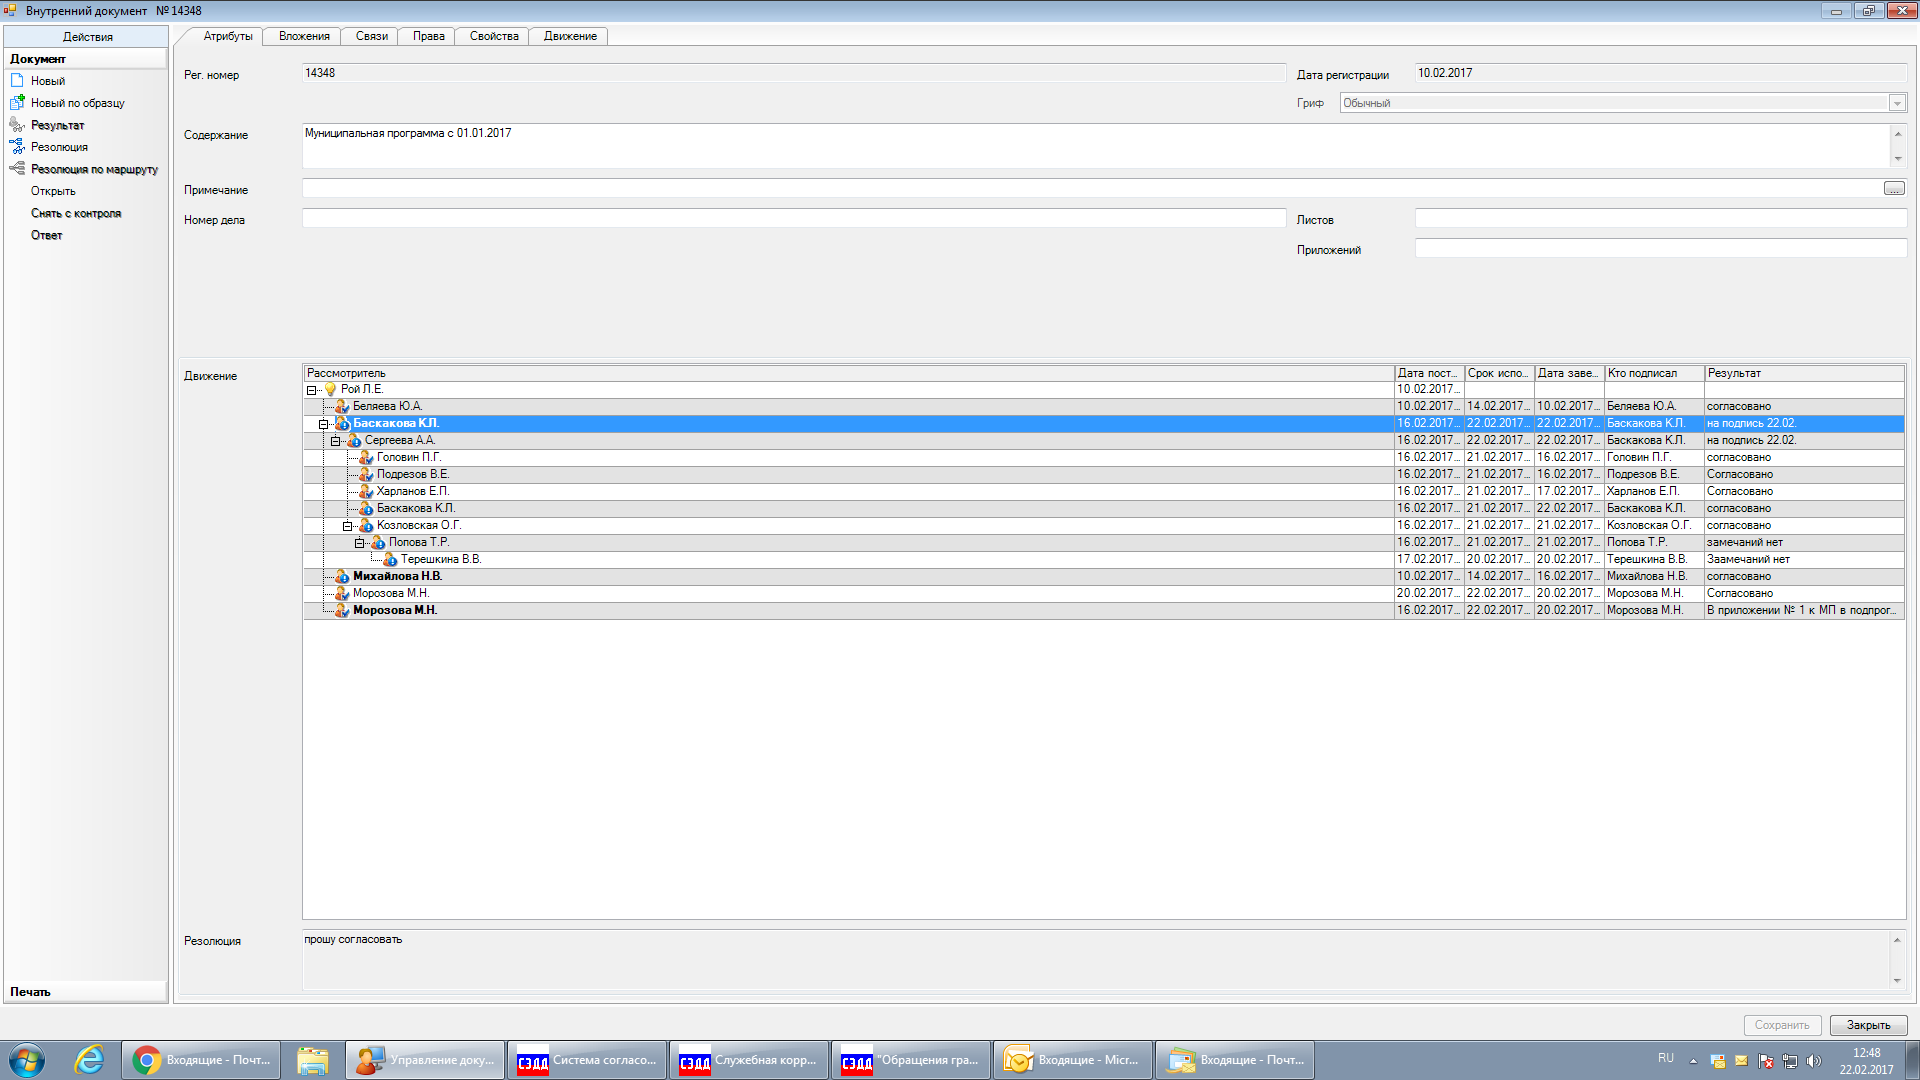 Внутренний документ № 14348
Действия
Документ
Новый
Новый по образцу
Результат
Резолюция
Резолюция по маршруту
Открыть
Снять с контроля
Ответ
Печать
Атрибуты Вложения Связи Права Свойства Движение
Рег. номер 14348 Дата регистрации 10.02.2017
Гриф Обычный
Содержание Муниципальная программа с 01.01.2017
Примечание ...
Номер дела Листов
Приложений
Движение
Рассмотритель Дата пост... Срок испо... Дата заве... Кто подписал Результат
Рой Л.Е. 10.02.2017...
Беляева Ю.А. 10.02.2017... 14.02.2017... 10.02.2017... Беляева Ю.А. согласовано
Баскакова К.Л. 16.02.2017... 22.02.2017... 22.02.2017... Баскакова К.Л. на подпись 22.02.
Сергеева А.А. 16.02.2017... 22.02.2017... 22.02.2017... Баскакова К.Л. на подпись 22.02.
Головин П.Г. 16.02.2017... 21.02.2017... 16.02.2017... Головин П.Г. согласовано
Подрезов В.Е. 16.02.2017... 21.02.2017... 16.02.2017... Подрезов В.Е. Согласовано
Харланов Е.П. 16.02.2017... 21.02.2017... 17.02.2017... Харланов Е.П. Согласовано
Баскакова К.Л. 16.02.2017... 21.02.2017... 22.02.2017... Баскакова К.Л. согласовано
Козловская О.Г. 16.02.2017... 21.02.2017... 21.02.2017... Козловская О.Г. согласовано
Попова Т.Р. 16.02.2017... 21.02.2017... 21.02.2017... Попова Т.Р. замечаний нет
Терешкина В.В. 17.02.2017... 20.02.2017... 20.02.2017... Терешкина В.В. Заамечаний нет
Михайлова Н.В. 10.02.2017... 14.02.2017... 16.02.2017... Михайлова Н.В. согласовано
Морозова М.Н. 20.02.2017... 22.02.2017... 20.02.2017... Морозова М.Н. Согласовано
Морозова М.Н. 16.02.2017... 22.02.2017... 20.02.2017... Морозова М.Н. В приложении № 1 к МП в подпрог...
Резолюция прошу согласовать
Сохранить Закрыть
Входящие - Почт... Управление доку... СЭДД Система согласо... СЭДД Служебная корр... СЭДД "Обращения гра... Входящие - Micr... Входящие - Почт... RU 12:48
22.02.2017